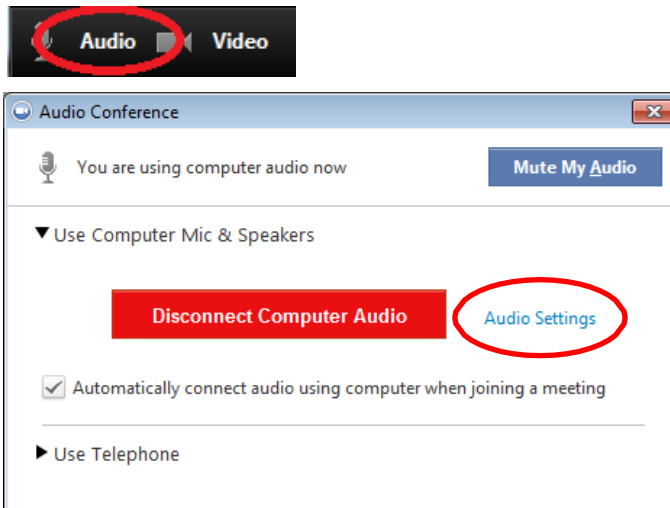 Audio Video
Audio Conference
You are using computer audio now Mute My Audio
Use Computer Mic & Speakers
Disconnect Computer Audio Audio Settings
Automatically connect audio using computer when joining a meeting
Use Telephone